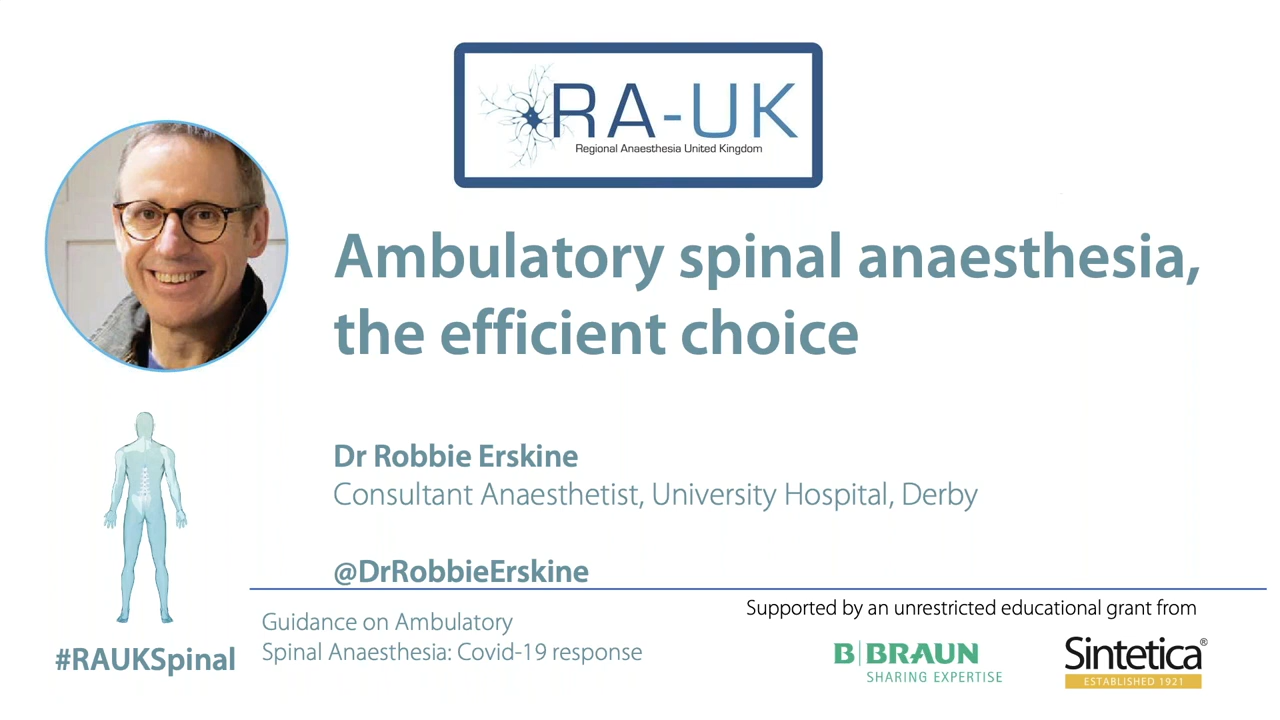 RA-UK
Regional Anaesthesia United Kingdom
Ambulatory spinal anaesthesia,
the efficient choice
Dr Robbie Erskine
Consultant Anaesthetist, University Hospital, Derby
@DrRobbieErskine
#RAUKSpinal
Guidance on Ambulatory
Spinal Anaesthesia: Covid-19 response
Supported by an unrestricted educational grant from
B|BRAUN
SHARING EXPERTISE
Sintetica®
ESTABLISHED 1921